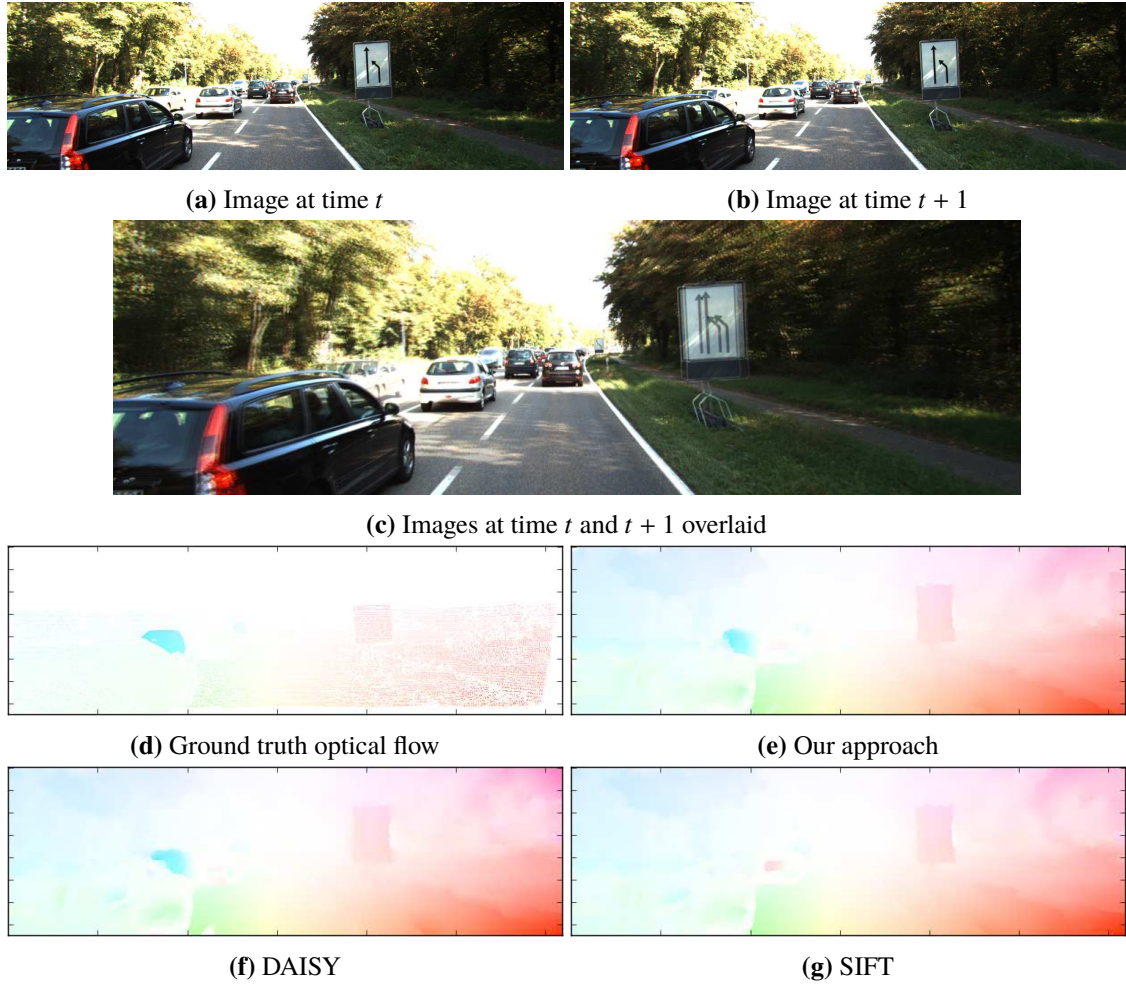 (a) Image at time t
(b) Image at time t + 1
(c) Images at time t and t + 1 overlaid
(d) Ground truth optical flow
(e) Our approach
(f) DAISY
(g) SIFT